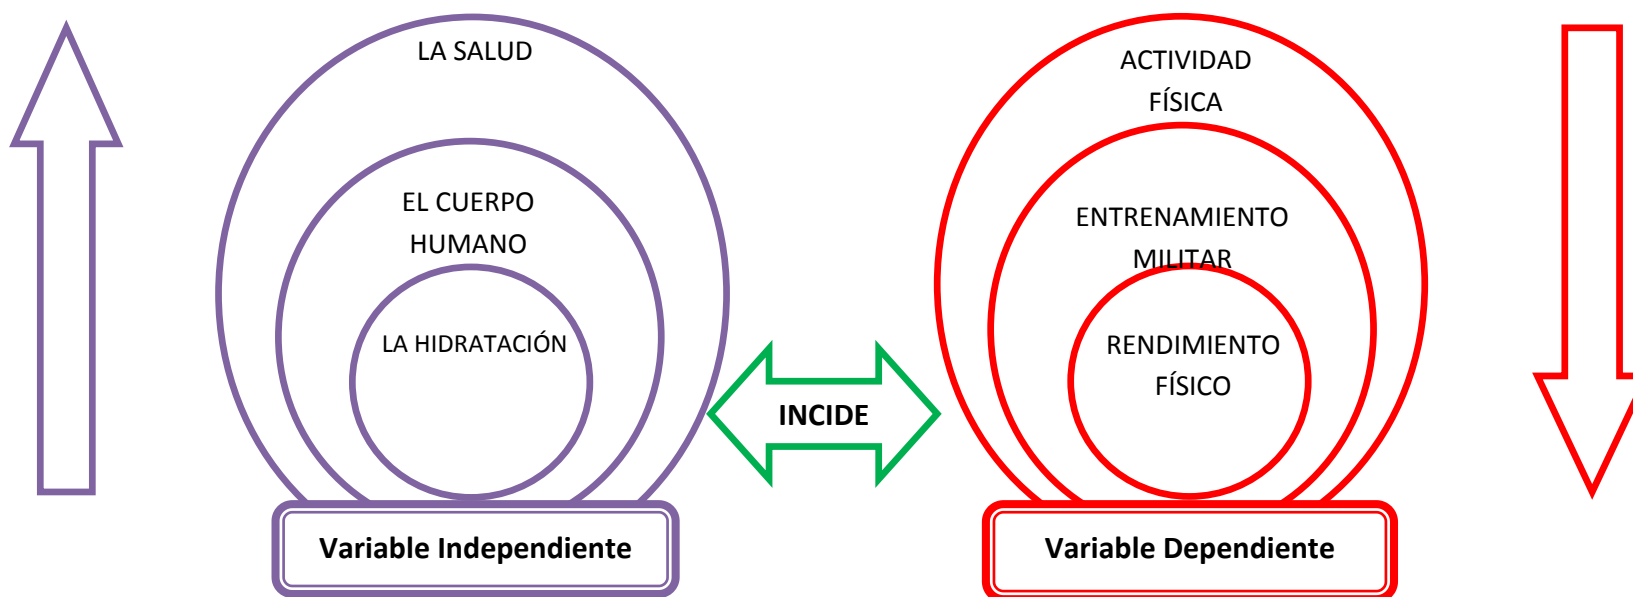 LA SALUD
EL CUERPO
HUMANO
LA HIDRATACIÓN
Variable Independiente
INCIDE
ACTIVIDAD
FÍSICA
ENTRENAMIENTO
MILITAR
RENDIMIENTO
FÍSICO
Variable Dependiente